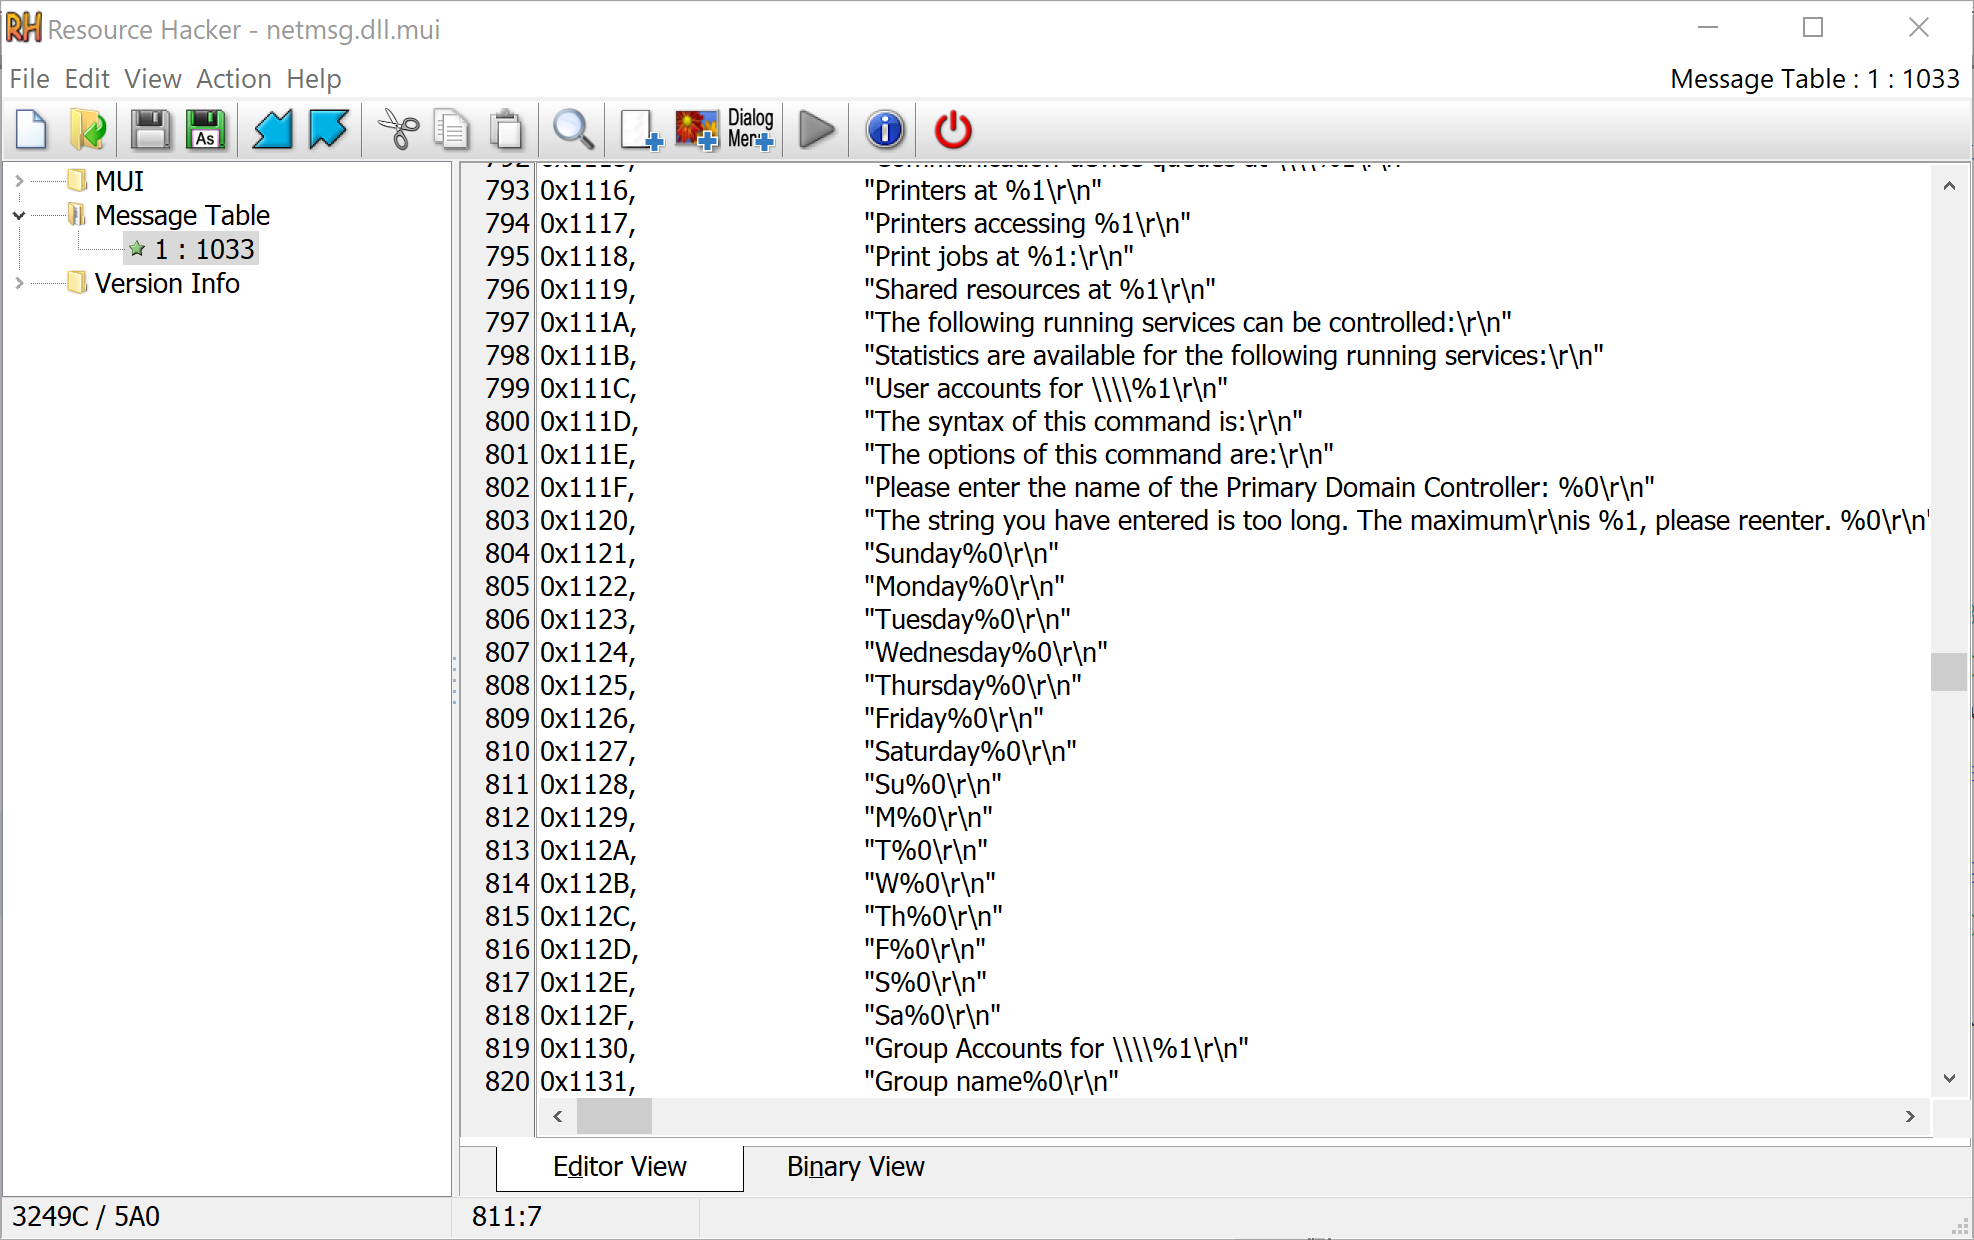 RH Resource Hacker - netmsg.dll.mui
File Edit View Action Help
Message Table : 1 : 1033
As
Dialog
Men
MUI
Message Table
1 : 1033
Version Info
793 0x1116, "Printers at %1\r\n"
794 0x1117, "Printers accessing %1\r\n"
795 0x1118, "Print jobs at %1:\r\n"
796 0x1119, "Shared resources at %1\r\n"
797 0x111A, "The following running services can be controlled:\r\n"
798 0x111B, "Statistics are available for the following running services:\r\n"
799 0x111C, "User accounts for \\\\%1\r\n"
800 0x111D, "The syntax of this command is:\r\n"
801 0x111E, "The options of this command are:\r\n"
802 0x111F, "Please enter the name of the Primary Domain Controller: %0\r\n"
803 0x1120, "The string you have entered is too long. The maximum\r\nis %1, please reenter. %0\r\n"
804 0x1121, "Sunday%0\r\n"
805 0x1122, "Monday%0\r\n"
806 0x1123, "Tuesday%0\r\n"
807 0x1124, "Wednesday%0\r\n"
808 0x1125, "Thursday%0\r\n"
809 0x1126, "Friday%0\r\n"
810 0x1127, "Saturday%0\r\n"
811 0x1128, "Su%0\r\n"
812 0x1129, "M%0\r\n"
813 0x112A, "T%0\r\n"
814 0x112B, "W%0\r\n"
815 0x112C, "Th%0\r\n"
816 0x112D, "F%0\r\n"
817 0x112E, "S%0\r\n"
818 0x112F, "Sa%0\r\n"
819 0x1130, "Group Accounts for \\\\%1\r\n"
820 0x1131, "Group name%0\r\n"
Editor View
Binary View
3249C / 5A0
811:7